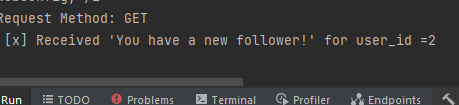 Request Method: GET
[x] Received 'You have a new follower!' for user_id =2
Run TODO Problems Terminal Profiler Endpoints